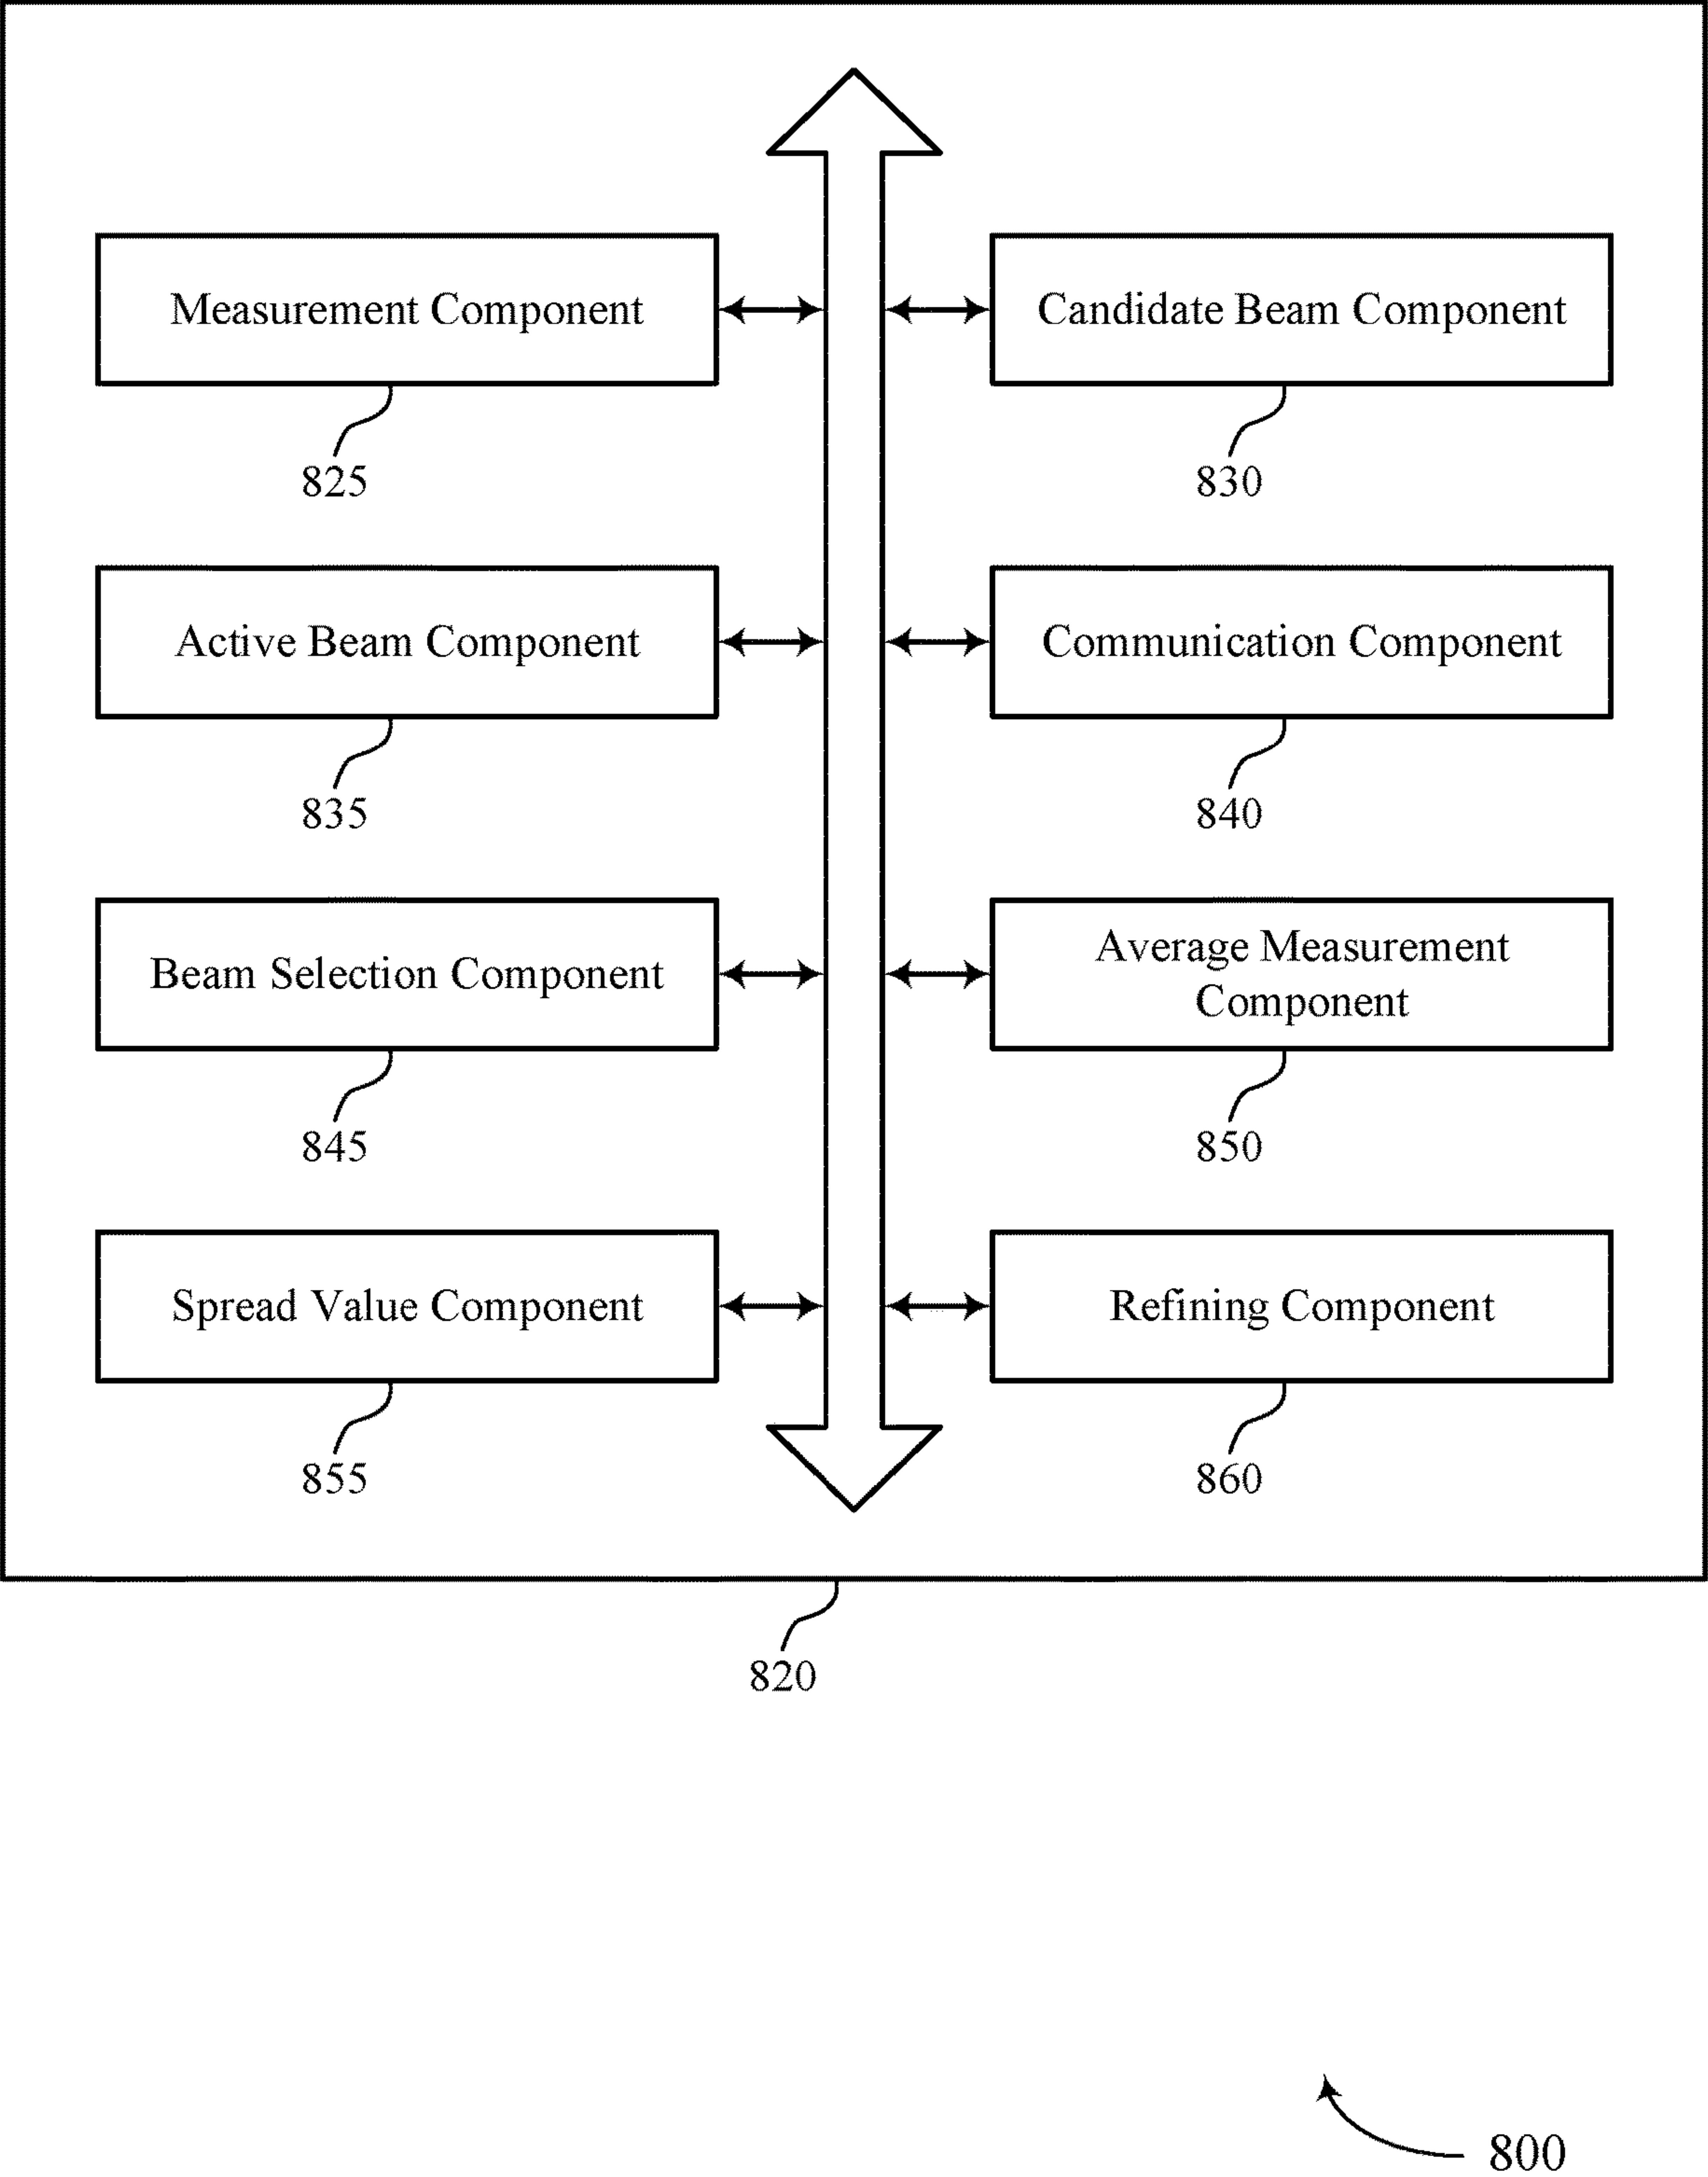 Measurement Component
Candidate Beam Component
825
830
Active Beam Component
Communication Component
835
840
Beam Selection Component
Average Measurement
Component
845
850
Spread Value Component
Refining Component
855
860
820
800